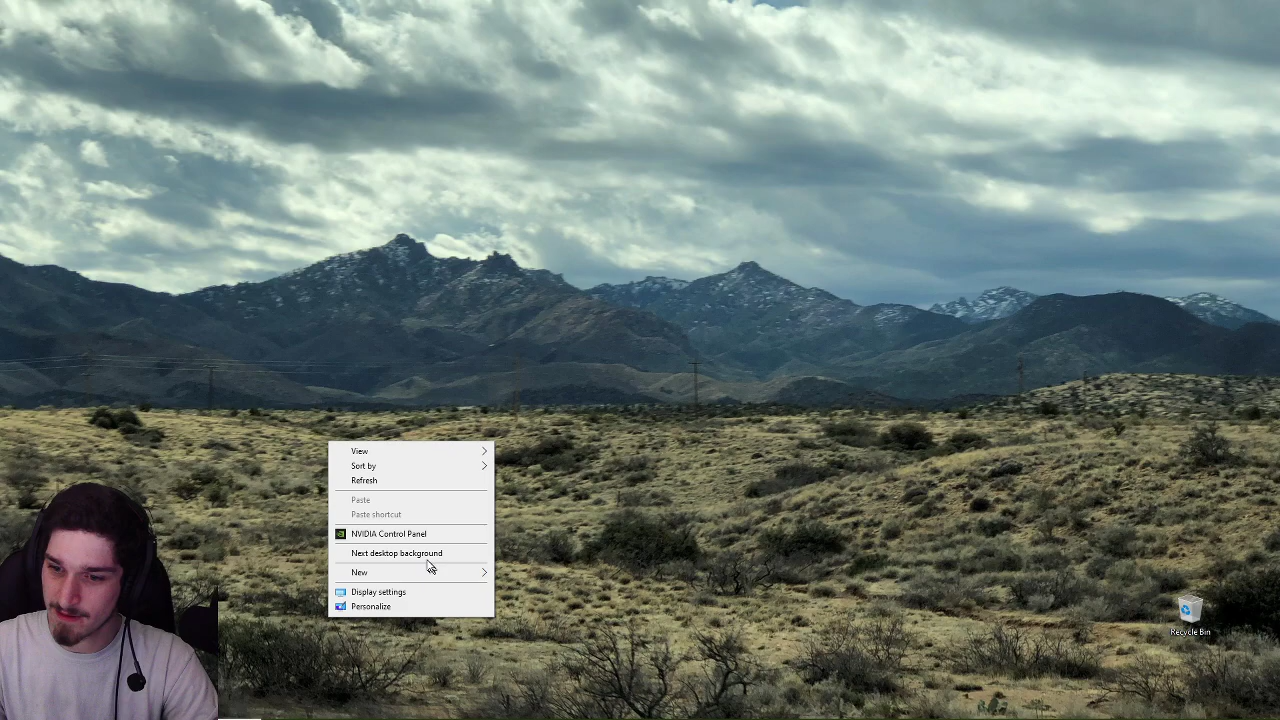 View
Sort by
Refresh
Paste
Paste shortcut
NVIDIA Control Panel
Next desktop background
New
Display settings
Personalize
Recycle Bin